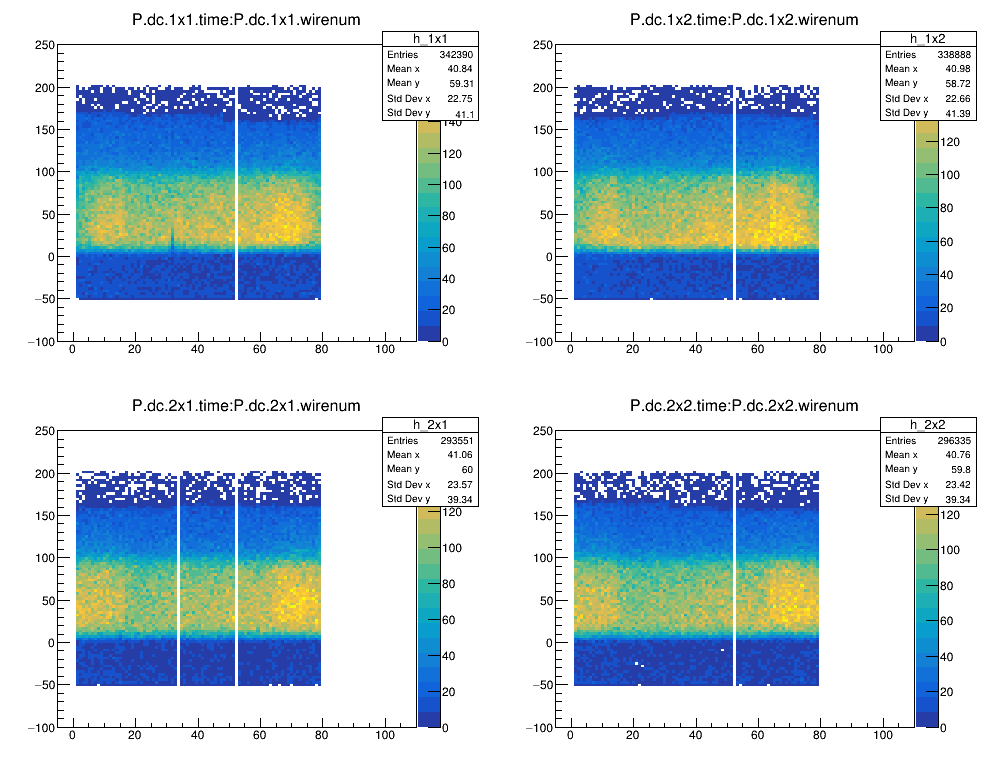 P.dc.1x1.time:P.dc.1x1.wirenum
h_1x1
Entries 342390
Mean x 40.84
Mean y 59.31
Std Dev x 22.75
Std Dev y 41.1
250
200
150
100
50
0
−50
−100
0 20 40 60 80 100
140
120
100
80
60
40
20
0
P.dc.1x2.time:P.dc.1x2.wirenum
h_1x2
Entries 338888
Mean x 40.98
Mean y 58.72
Std Dev x 22.66
Std Dev y 41.39
250
200
150
100
50
0
−50
−100
0 20 40 60 80 100
120
100
80
60
40
20
0
P.dc.2x1.time:P.dc.2x1.wirenum
h_2x1
Entries 293551
Mean x 41.06
Mean y 60
Std Dev x 23.57
Std Dev y 39.34
250
200
150
100
50
0
−50
−100
0 20 40 60 80 100
120
100
80
60
40
20
0
P.dc.2x2.time:P.dc.2x2.wirenum
h_2x2
Entries 296335
Mean x 40.76
Mean y 59.8
Std Dev x 23.42
Std Dev y 39.34
250
200
150
100
50
0
−50
−100
0 20 40 60 80 100
120
100
80
60
40
20
0